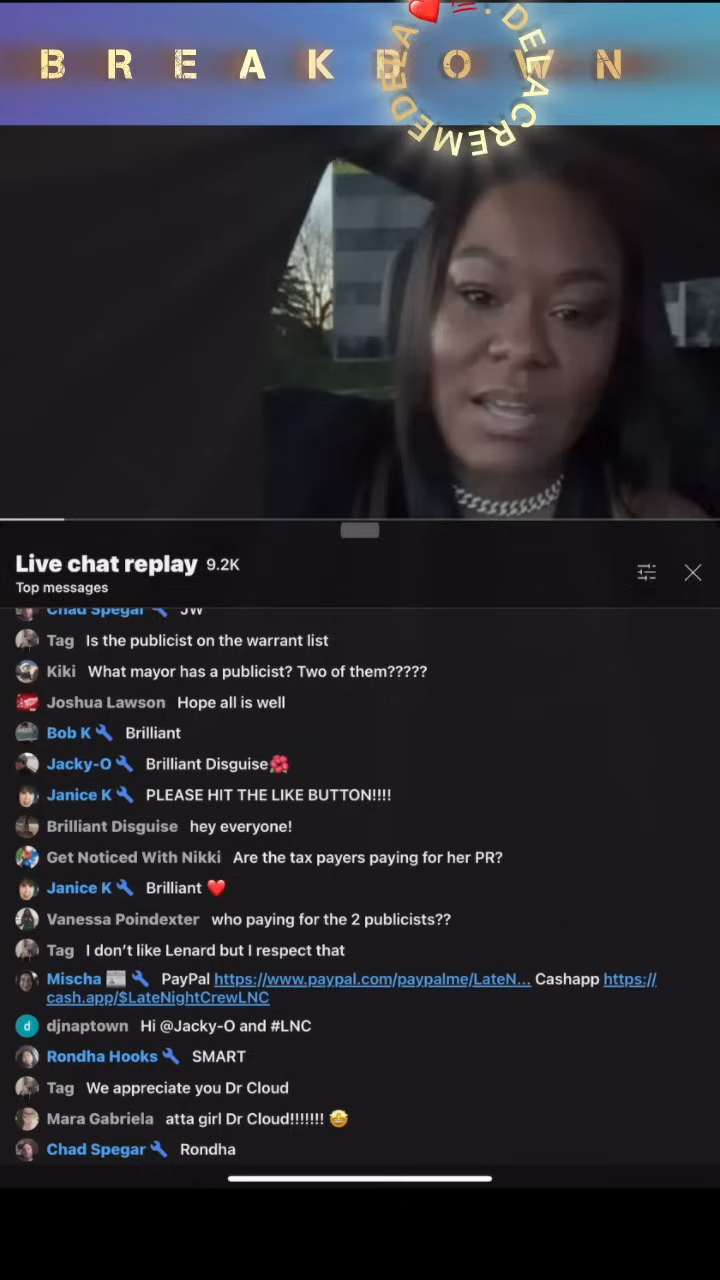 B R E A K D O W N
DELACREMEDELA
Live chat replay 9.2K
Top messages
Chad Spegar JW
Tag Is the publicist on the warrant list
Kiki What mayor has a publicist? Two of them?????
Joshua Lawson Hope all is well
Bob K Brilliant
Jacky-O Brilliant Disguise🌺
Janice K PLEASE HIT THE LIKE BUTTON!!!!
Brilliant Disguise hey everyone!
Get Noticed With Nikki Are the tax payers paying for her PR?
Janice K Brilliant ❤️
Vanessa Poindexter who paying for the 2 publicists??
Tag I don’t like Lenard but I respect that
Mischa 📰 PayPal https://www.paypal.com/paypalme/LateN... Cashapp https://
cash.app/$LateNightCrewLNC
d djnaptown Hi @Jacky-O and #LNC
Rondha Hooks SMART
Tag We appreciate you Dr Cloud
Mara Gabriela atta girl Dr Cloud!!!!!!! 🤩
Chad Spegar Rondha